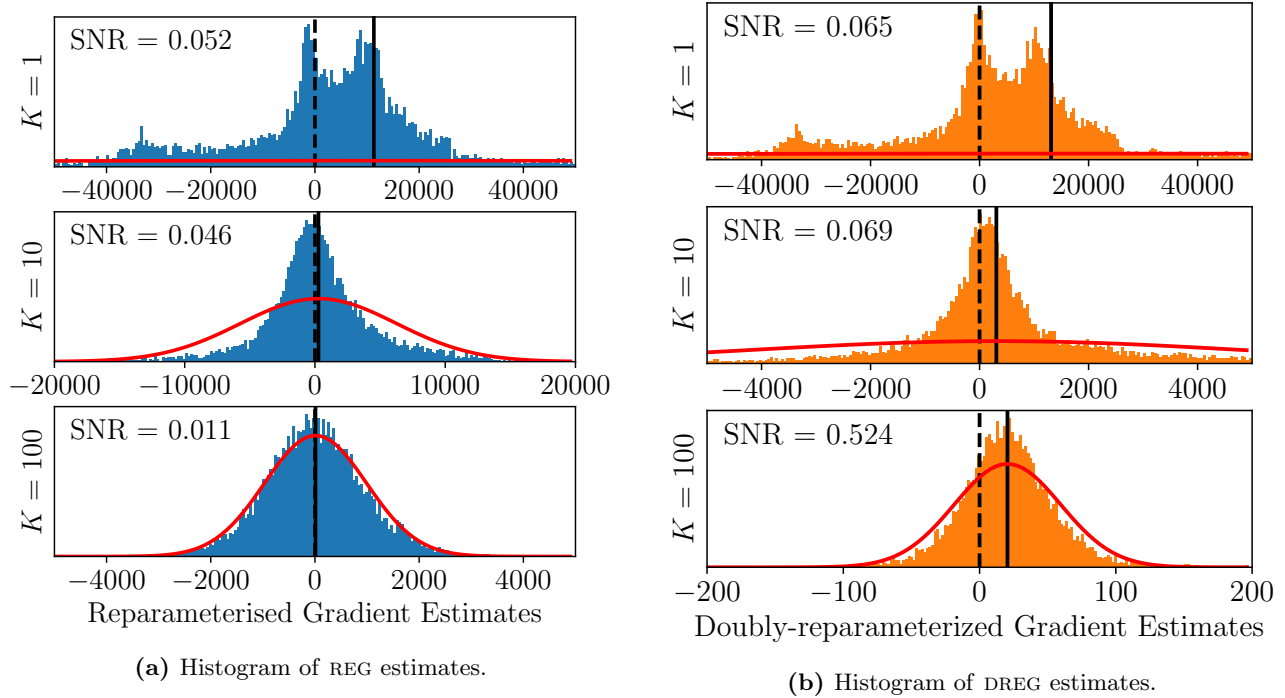 SNR = 0.052
K = 1
−40000 −20000 0 20000 40000
SNR = 0.046
K = 10
−20000 −10000 0 10000 20000
SNR = 0.011
K = 100
−4000 −2000 0 2000 4000
Reparameterised Gradient Estimates
(a) Histogram of REG estimates.
SNR = 0.065
K = 1
−40000 −20000 0 20000 40000
SNR = 0.069
K = 10
−4000 −2000 0 2000 4000
SNR = 0.524
K = 100
−200 −100 0 100 200
Doubly-reparameterized Gradient Estimates
(b) Histogram of DREG estimates.